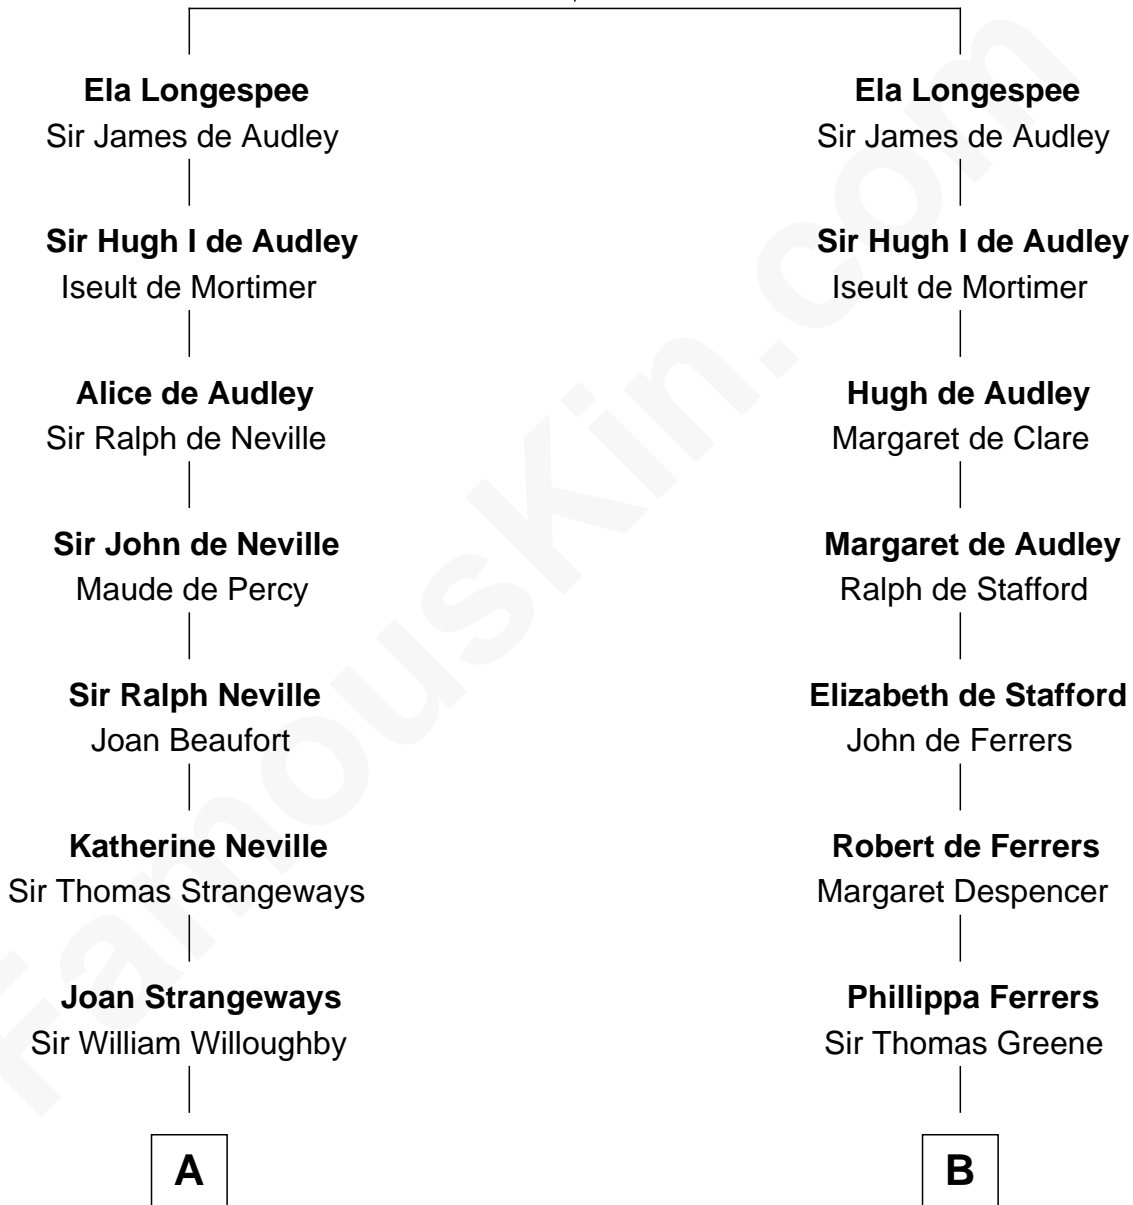 Ela Longespee
Sir James de Audley
Sir Hugh I de Audley
Iseult de Mortimer
Alice de Audley
Sir Ralph de Neville
Sir John de Neville
Maude de Percy
Sir Ralph Neville
Joan Beaufort
Katherine Neville
Sir Thomas Strangeways
Joan Strangeways
Sir William Willoughby
A
Ela Longespee
Sir James de Audley
Sir Hugh I de Audley
Iseult de Mortimer
Hugh de Audley
Margaret de Clare
Margaret de Audley
Ralph de Stafford
Elizabeth de Stafford
John de Ferrers
Robert de Ferrers
Margaret Despencer
Phillippa Ferrers
Sir Thomas Greene
B
FamousKin.com